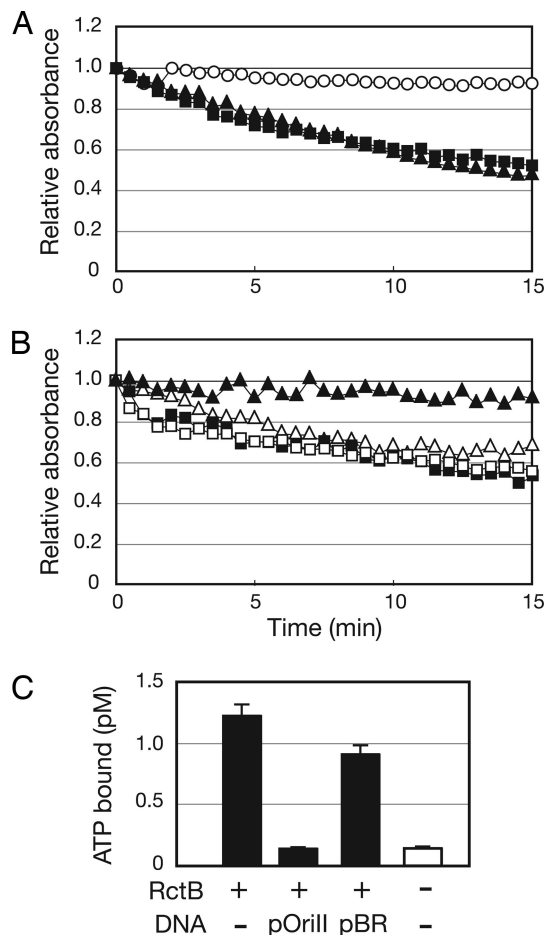 A
Relative absorbance
1.2
1.0
0.8
0.6
0.4
0.2
0
0 5 10 15
B
Relative absorbance
1.2
1.0
0.8
0.6
0.4
0.2
0
0 5 10 15
Time (min)
C
ATP bound (pM)
1.5
1.0
0.5
0
RctB + + + -
DNA - pOriII pBR -